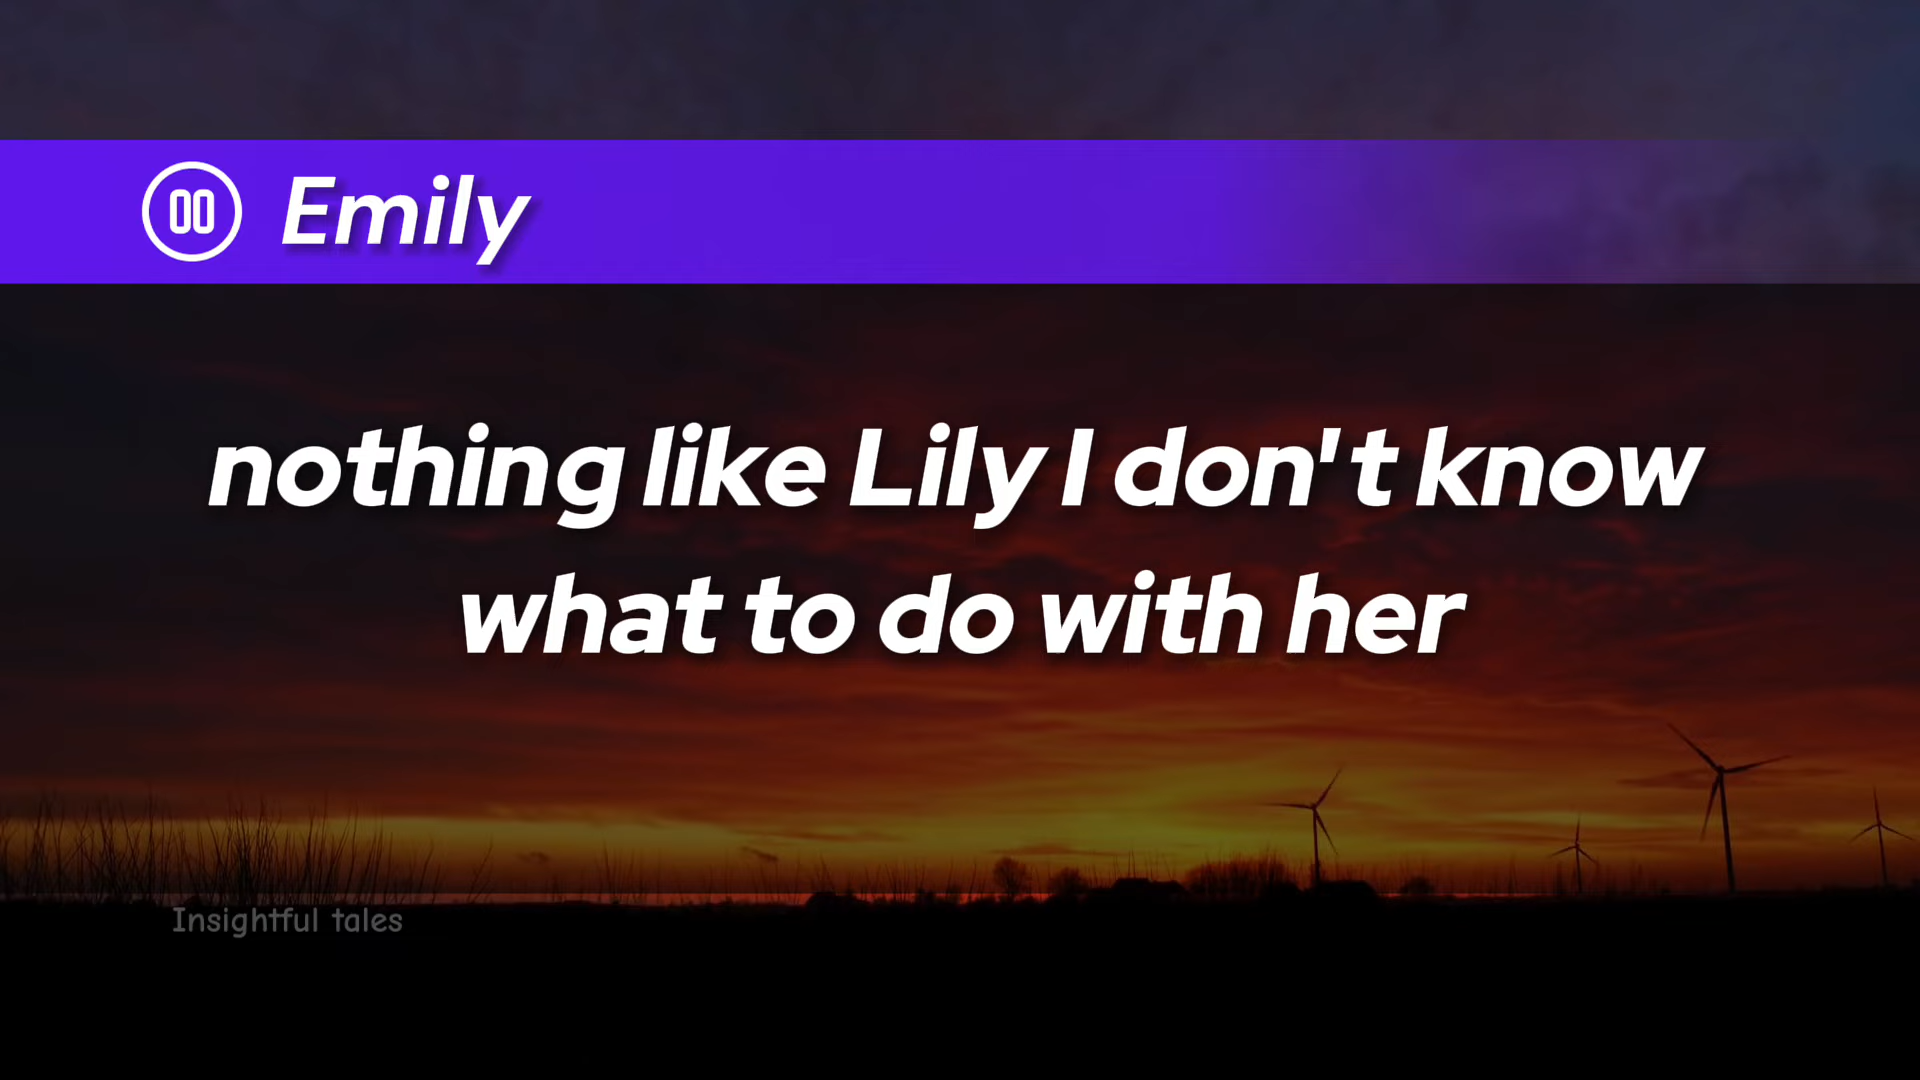 Emily
nothing like Lily I don't know
what to do with her
Insightful tales